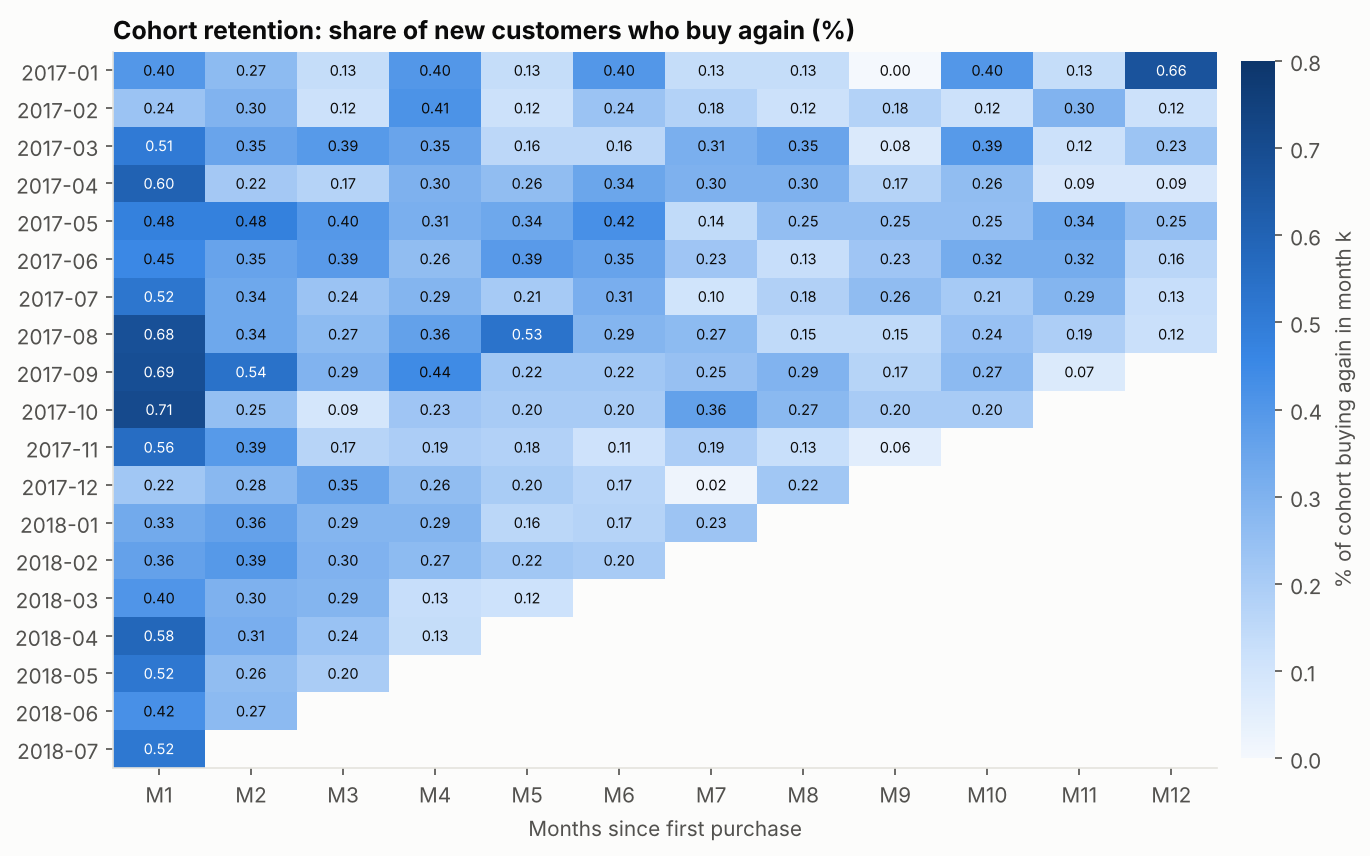 Cohort retention: share of new customers who buy again (%)
2017-01 0.40 0.27 0.13 0.40 0.13 0.40 0.13 0.13 0.00 0.40 0.13 0.66
2017-02 0.24 0.30 0.12 0.41 0.12 0.24 0.18 0.12 0.18 0.12 0.30 0.12
2017-03 0.51 0.35 0.39 0.35 0.16 0.16 0.31 0.35 0.08 0.39 0.12 0.23
2017-04 0.60 0.22 0.17 0.30 0.26 0.34 0.30 0.30 0.17 0.26 0.09 0.09
2017-05 0.48 0.48 0.40 0.31 0.34 0.42 0.14 0.25 0.25 0.25 0.34 0.25
2017-06 0.45 0.35 0.39 0.26 0.39 0.35 0.23 0.13 0.23 0.32 0.32 0.16
2017-07 0.52 0.34 0.24 0.29 0.21 0.31 0.10 0.18 0.26 0.21 0.29 0.13
2017-08 0.68 0.34 0.27 0.36 0.53 0.29 0.27 0.15 0.15 0.24 0.19 0.12
2017-09 0.69 0.54 0.29 0.44 0.22 0.22 0.25 0.29 0.17 0.27 0.07
2017-10 0.71 0.25 0.09 0.23 0.20 0.20 0.36 0.27 0.20 0.20
2017-11 0.56 0.39 0.17 0.19 0.18 0.11 0.19 0.13 0.06
2017-12 0.22 0.28 0.35 0.26 0.20 0.17 0.02 0.22
2018-01 0.33 0.36 0.29 0.29 0.16 0.17 0.23
2018-02 0.36 0.39 0.30 0.27 0.22 0.20
2018-03 0.40 0.30 0.29 0.13 0.12
2018-04 0.58 0.31 0.24 0.13
2018-05 0.52 0.26 0.20
2018-06 0.42 0.27
2018-07 0.52
M1 M2 M3 M4 M5 M6 M7 M8 M9 M10 M11 M12
Months since first purchase
0.8
0.7
0.6
0.5
0.4
0.3
0.2
0.1
0.0
% of cohort buying again in month k